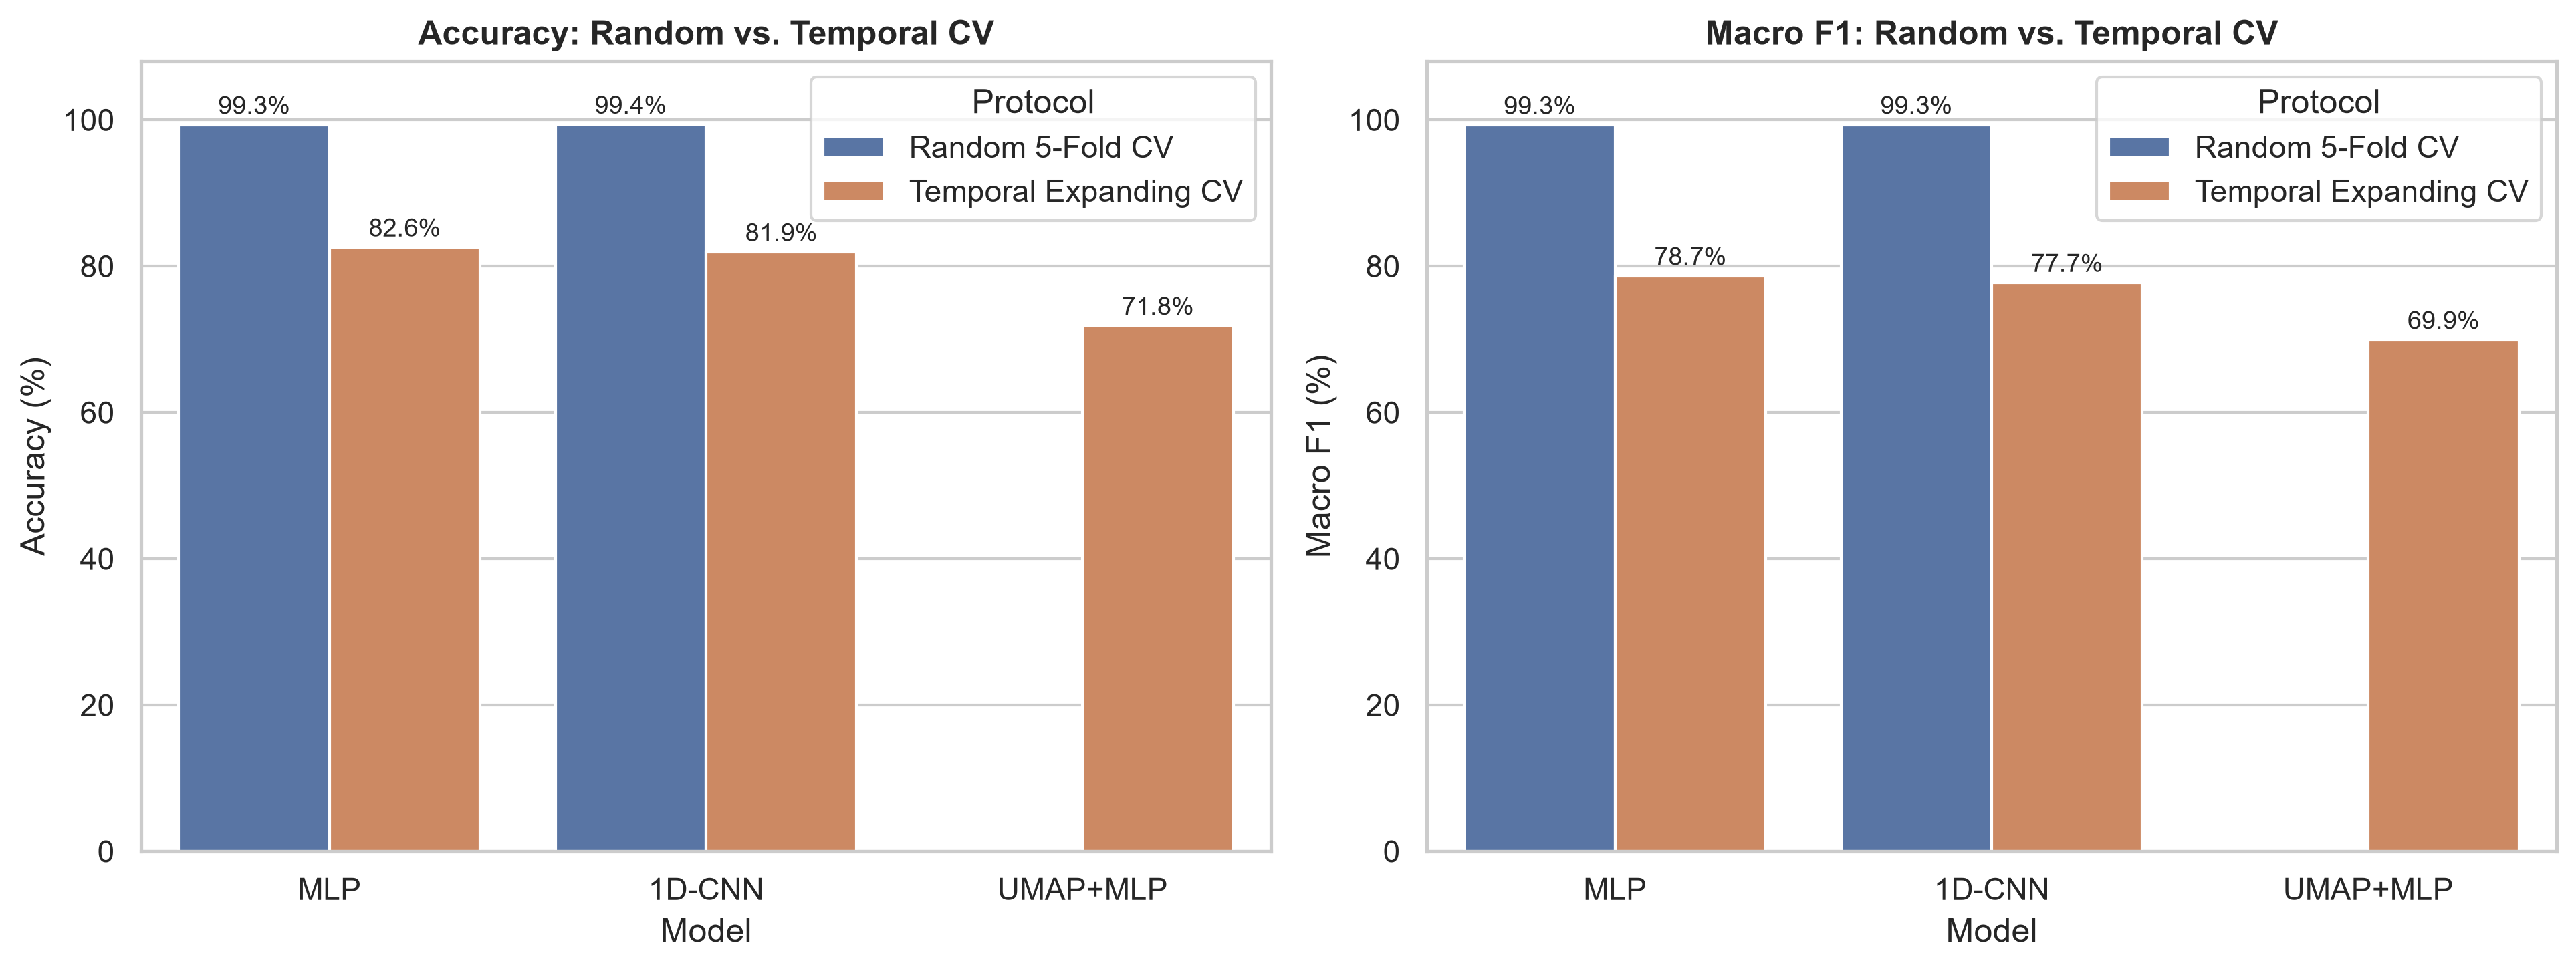 Accuracy: Random vs. Temporal CV
Accuracy (%)
100
80
60
40
20
0
99.3%
82.6%
99.4%
81.9%
71.8%
Protocol
Random 5-Fold CV
Temporal Expanding CV
MLP
1D-CNN
UMAP+MLP
Model
Macro F1: Random vs. Temporal CV
Macro F1 (%)
100
80
60
40
20
0
99.3%
78.7%
99.3%
77.7%
69.9%
Protocol
Random 5-Fold CV
Temporal Expanding CV
MLP
1D-CNN
UMAP+MLP
Model